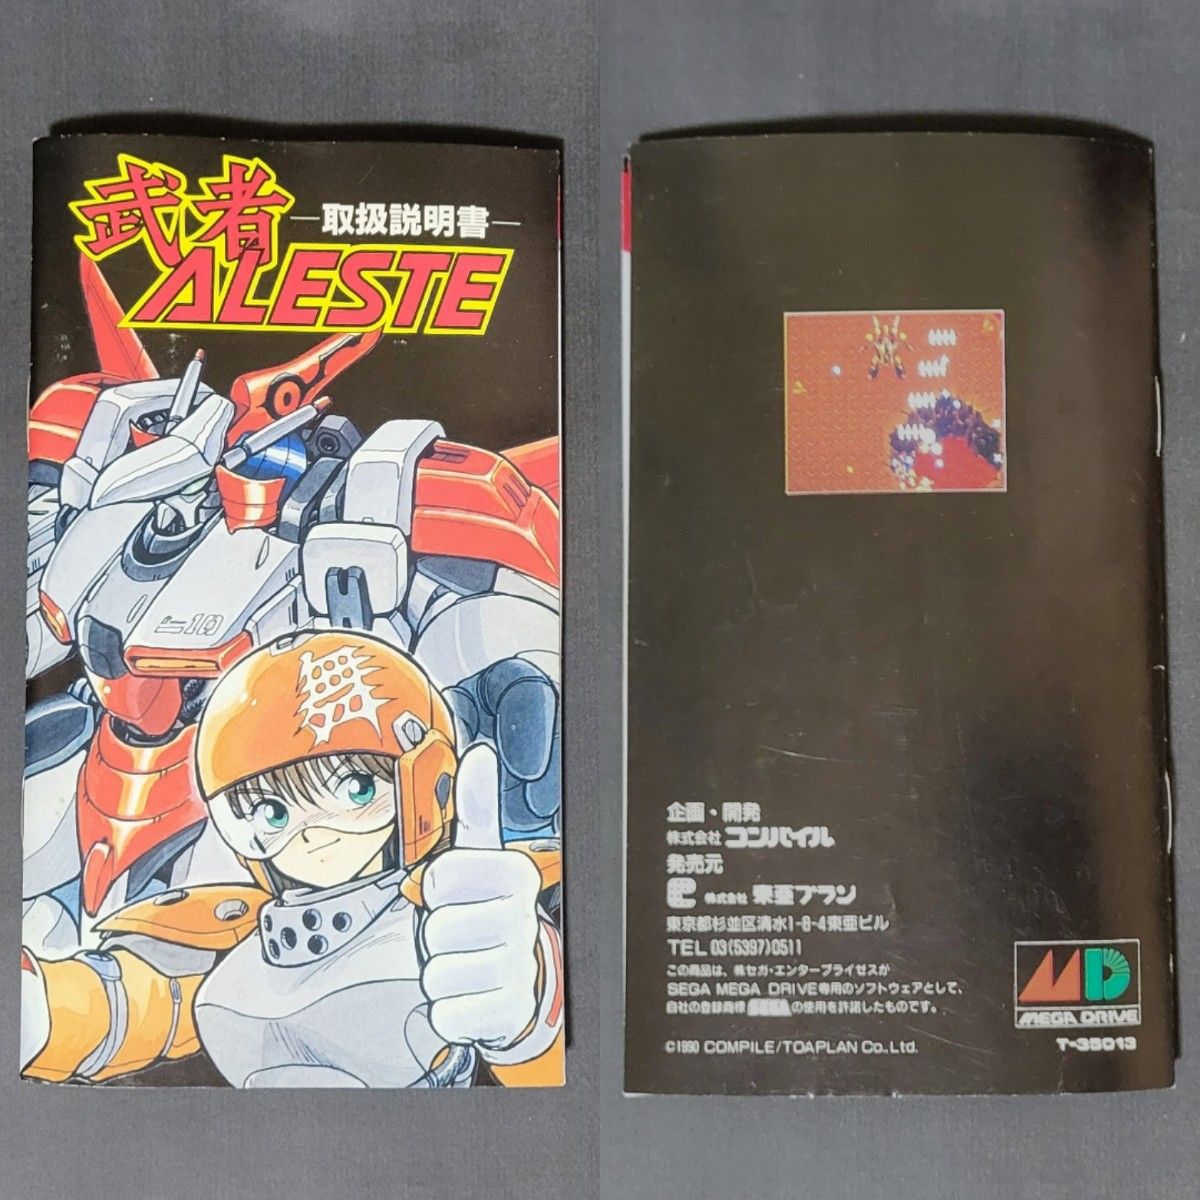 武者
―取扱説明書―
ALESTE
舞
企画・開発
株式会社 コンパイル
発売元
株式会社 東亜プラン
東京都杉並区清水1-8-4東亜ビル
TEL 03(5397)0511
この商品は、㈱セガ・エンタープライゼスが
SEGA MEGA DRIVE専用のソフトウェアとして、
自社の登録商標 SEGA の使用を許諾したものです。
©1990 COMPILE/TOAPLAN Co.Ltd.
MD
MEGA DRIVE
T-35013